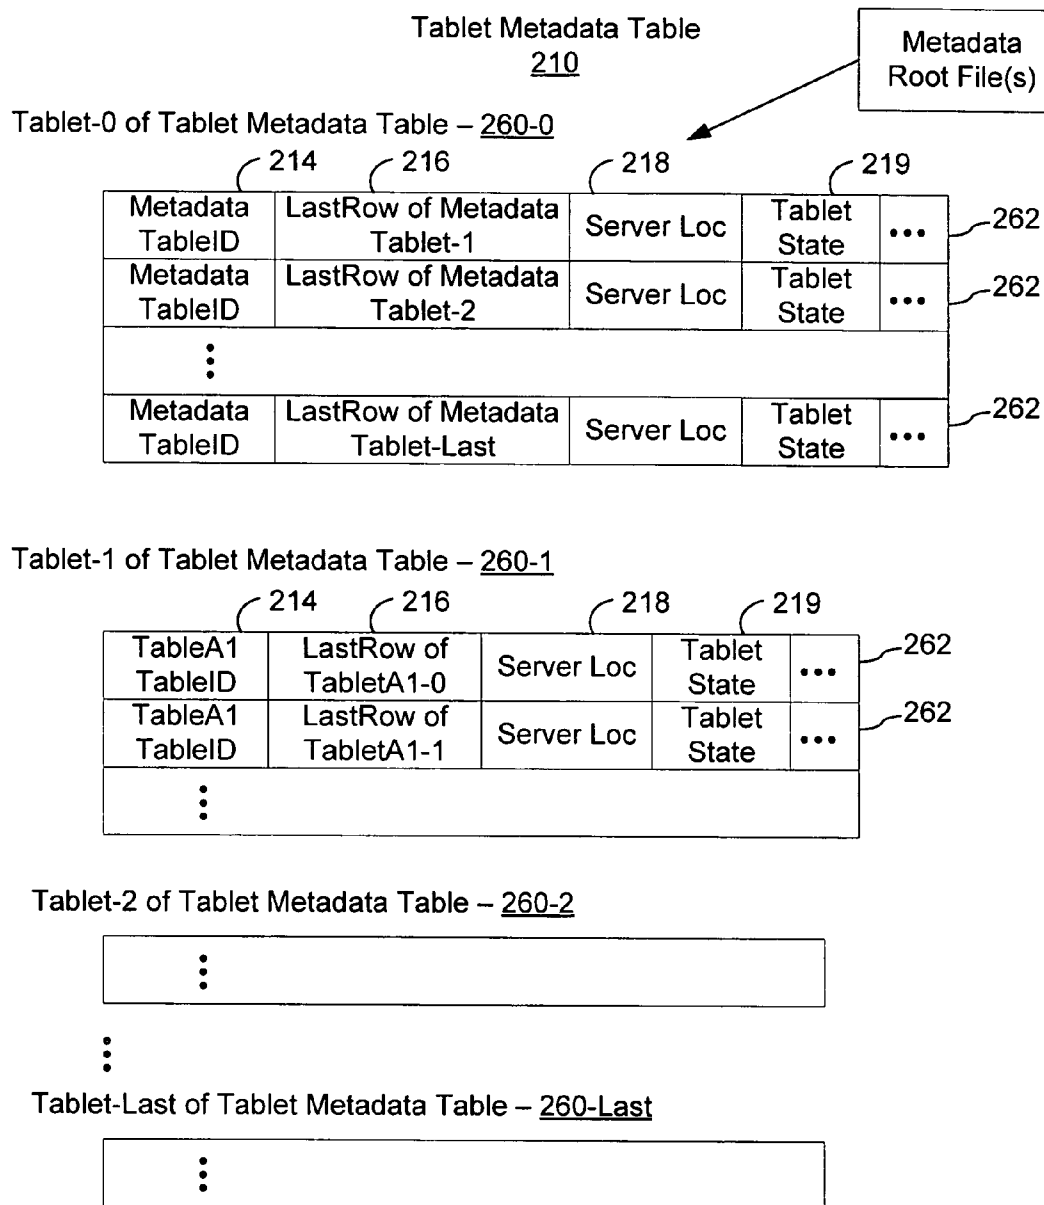 Tablet Metadata Table
210
Metadata
Root File(s)
Tablet-0 of Tablet Metadata Table – 260-0
214 216 218 219
Metadata TableID LastRow of Metadata Tablet-1 Server Loc Tablet State ••• 262
Metadata TableID LastRow of Metadata Tablet-2 Server Loc Tablet State ••• 262
Metadata TableID LastRow of Metadata Tablet-Last Server Loc Tablet State ••• 262
Tablet-1 of Tablet Metadata Table – 260-1
214 216 218 219
TableA1 TableID LastRow of TabletA1-0 Server Loc Tablet State ••• 262
TableA1 TableID LastRow of TabletA1-1 Server Loc Tablet State ••• 262
Tablet-2 of Tablet Metadata Table – 260-2
Tablet-Last of Tablet Metadata Table – 260-Last